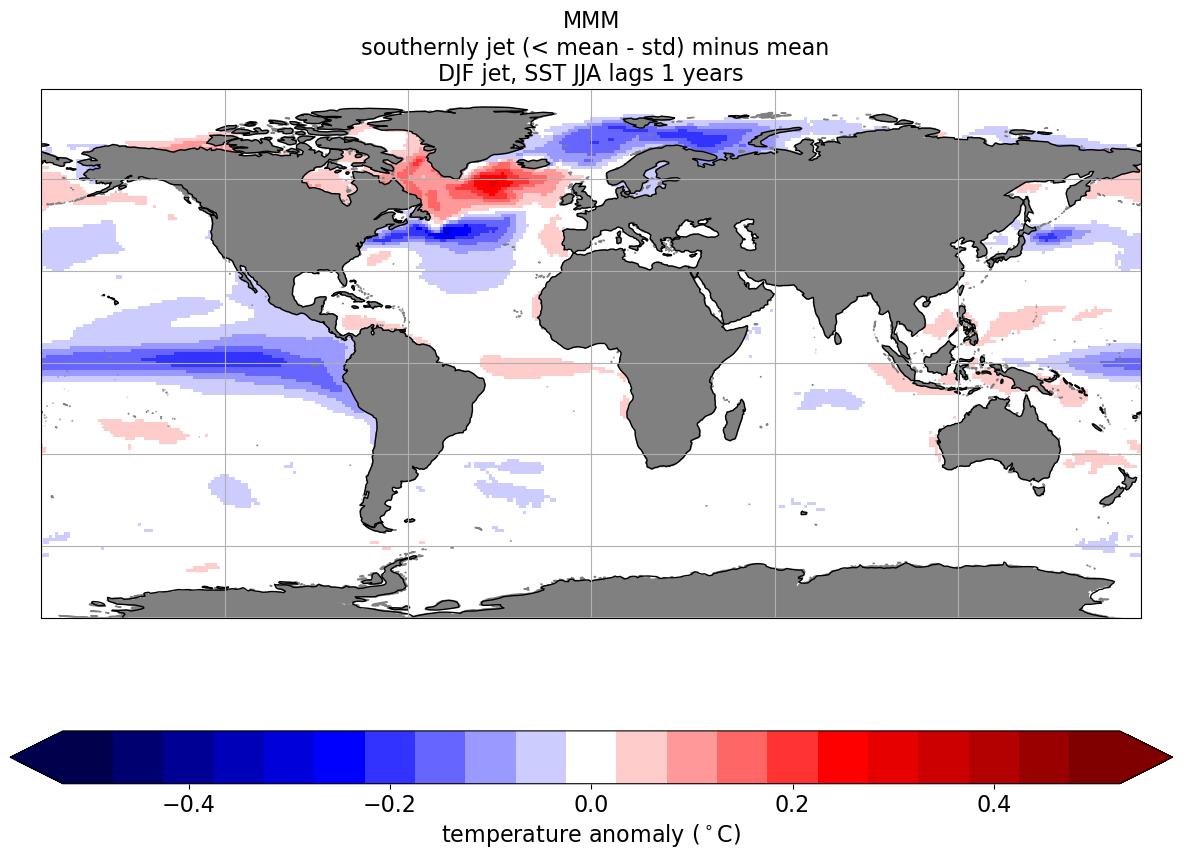 MMM
southernly jet (< mean - std) minus mean
DJF jet, SST JJA lags 1 years
−0.4 −0.2 0.0 0.2 0.4
temperature anomaly (°C)